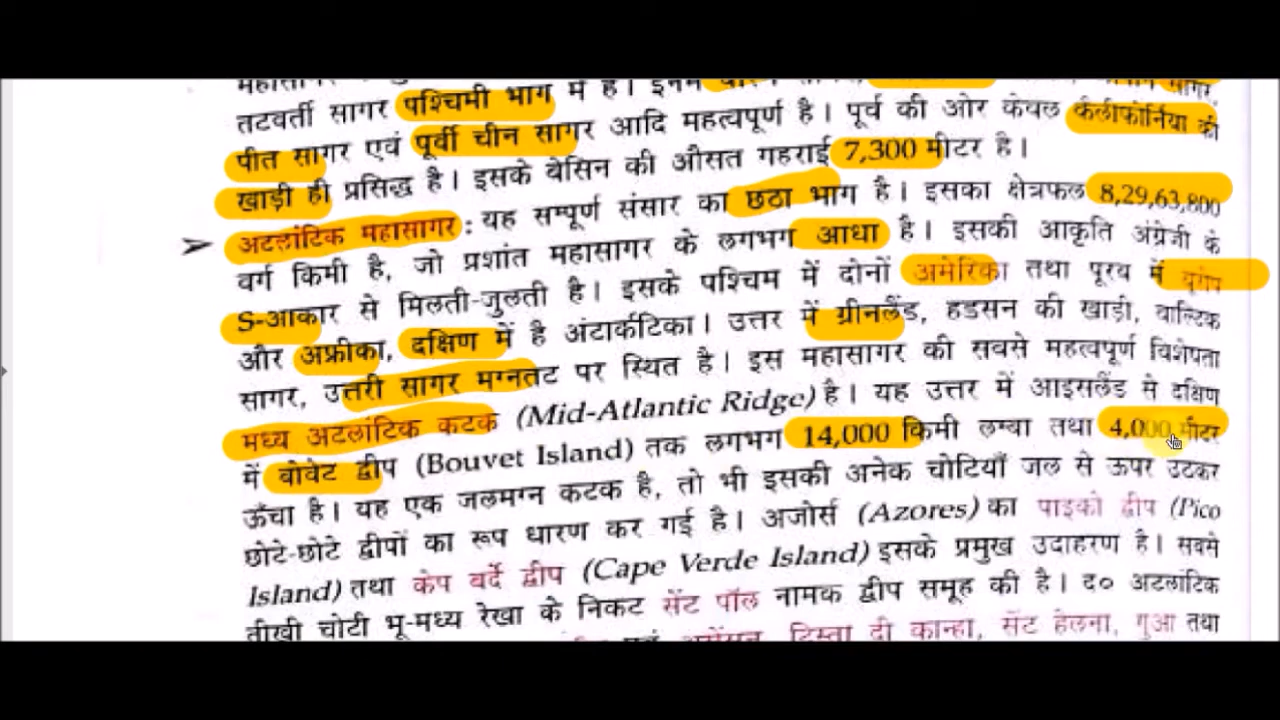 तटवर्ती सागर पश्चिमी भाग में है। इनमें सागर,
पीत सागर एवं पूर्वी चीन सागर आदि महत्वपूर्ण है। पूर्व की ओर केवल कैलीफोर्निया की
खाड़ी ही प्रसिद्ध है। इसके बेसिन की औसत गहराई 7,300 मीटर है।
➤ अटलांटिक महासागर : यह सम्पूर्ण संसार का छठा भाग है। इसका क्षेत्रफल 8,29,63,800
वर्ग किमी है, जो प्रशांत महासागर के लगभग आधा है। इसकी आकृति अंग्रेजी के
S-आकार से मिलती-जुलती है। इसके पश्चिम में दोनों अमेरिका तथा पूरब में यूरोप
और अफ्रीका, दक्षिण में है अंटार्कटिका। उत्तर में ग्रीनलैंड, हडसन की खाड़ी, बाल्टिक
सागर, उत्तरी सागर मग्नतट पर स्थित है। इस महासागर की सबसे महत्वपूर्ण विशेषता
मध्य अटलांटिक कटक (Mid-Atlantic Ridge) है। यह उत्तर में आइसलैंड से दक्षिण
में बोवेट द्वीप (Bouvet Island) तक लगभग 14,000 किमी लम्बा तथा 4,000 मीटर
ऊँचा है। यह एक जलमग्न कटक है, तो भी इसकी अनेक चोटियाँ जल से ऊपर उठकर
छोटे-छोटे द्वीपों का रूप धारण कर गई है। अजोर्स (Azores) का पाइको द्वीप (Pico
Island) तथा केप वर्दे द्वीप (Cape Verde Island) इसके प्रमुख उदाहरण है। सबसे
तीखी चोटी भू-मध्य रेखा के निकट सेंट पॉल नामक द्वीप समूह की है। द० अटलांटिक
एवं दी कान्हा, सेंट हेलना, गुआ तथा